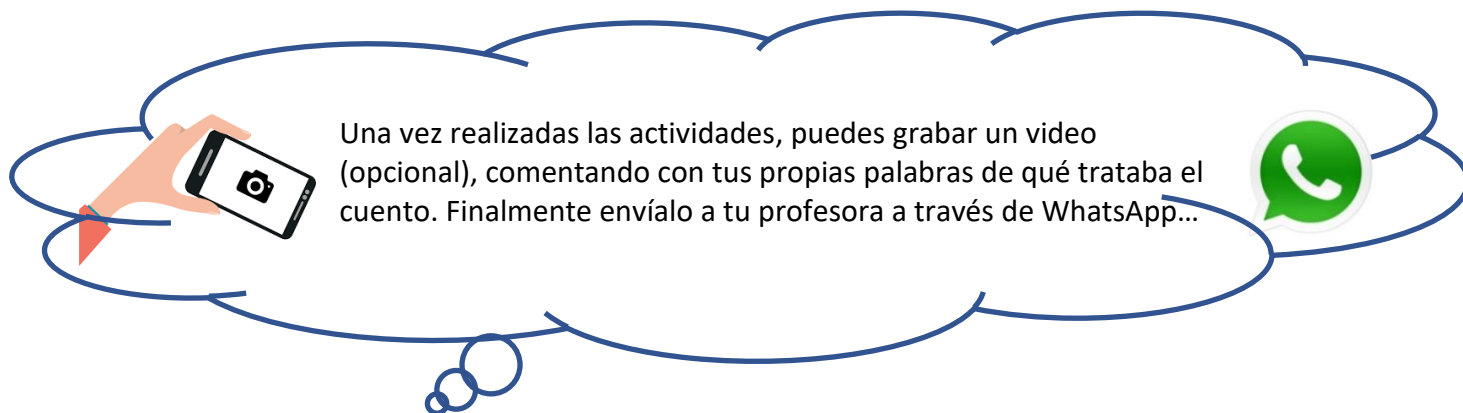 Una vez realizadas las actividades, puedes grabar un video
(opcional), comentando con tus propias palabras de qué trataba el
cuento. Finalmente envíalo a tu profesora a través de WhatsApp...